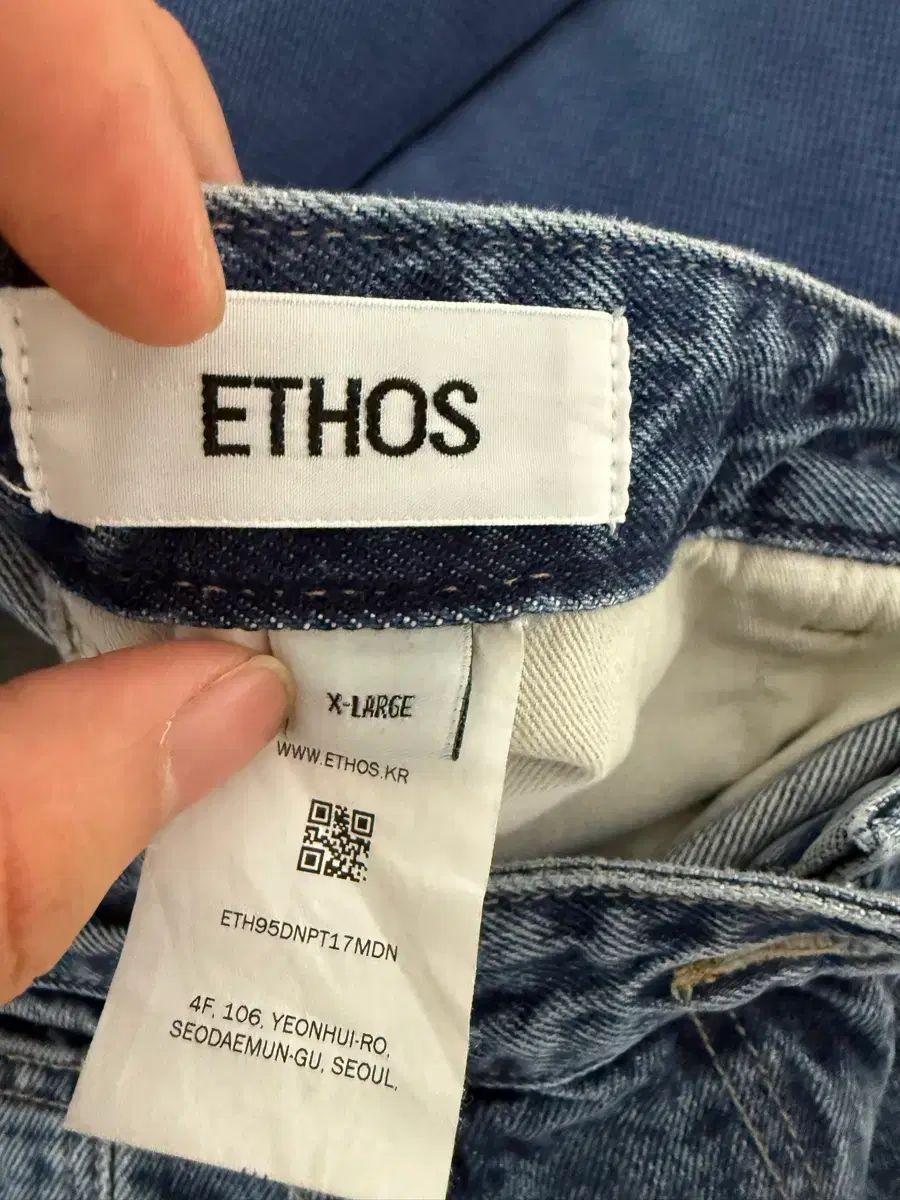 ETHOS
X-LARGE
WWW.ETHOS.KR
ETH95DNPT17MDN
4F, 106, YEONHUI-RO,
SEODAEMUN-GU, SEOUL,